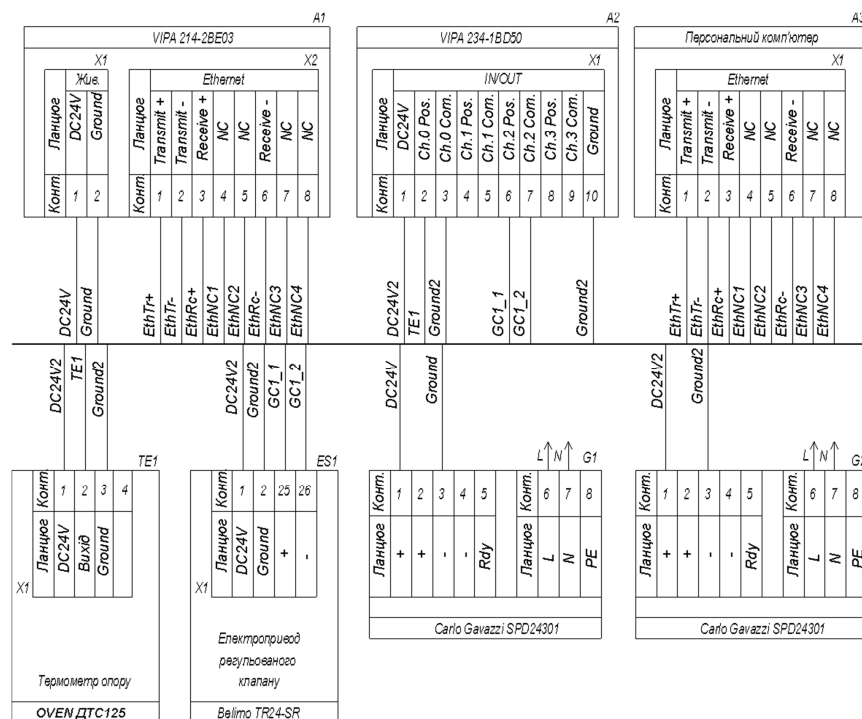 A1
VIPA 214-2BE03
X1 X2
Жив. Ethernet
Ланцюг DC24V Ground
Конт. 1 2
Ланцюг Transmit + Transmit - Receive + NC NC Receive - NC NC
Конт. 1 2 3 4 5 6 7 8
DC24V Ground
EthTr+ EthTr- EthRc+ EthNC1 EthNC2 EthRc- EthNC3 EthNC4
A2
VIPA 234-1BD50
X1
IN/OUT
Ланцюг DC24V Ch.0 Pos. Ch.0 Com. Ch.1 Pos. Ch.1 Com. Ch.2 Pos. Ch.2 Com. Ch.3 Pos. Ch.3 Com. Ground
Конт. 1 2 3 4 5 6 7 8 9 10
DC24V2 TE1 Ground2 GC1_1 GC1_2 Ground2
A3
Персональний комп'ютер
X1
Ethernet
Ланцюг Transmit + Transmit - Receive + NC NC Receive - NC NC
Конт. 1 2 3 4 5 6 7 8
EthTr+ EthTr- EthRc+ EthNC1 EthNC2 EthRc- EthNC3 EthNC4
DC24V2 TE1 Ground2
TE1
Конт. 1 2 3 4
Ланцюг DC24V Вихід Ground
X1
Термометр опору
OVEN ДТС125
DC24V2 Ground2 GC1_1 GC1_2
ES1
Конт. 1 2 25 26
Ланцюг DC24V Ground + -
X1
Електропривод
регульованого
клапану
Belimo TR24-SR
DC24V Ground
L N G1
Конт. 1 2 3 4 5
Ланцюг + + - - Rdy
Конт. 6 7 8
Ланцюг L N PE
Carlo Gavazzi SPD24301
DC24V2 Ground2
L N
Конт. 1 2 3 4 5
Ланцюг + + - - Rdy
Конт. 6 7 8
Ланцюг L N PE
Carlo Gavazzi SPD24301